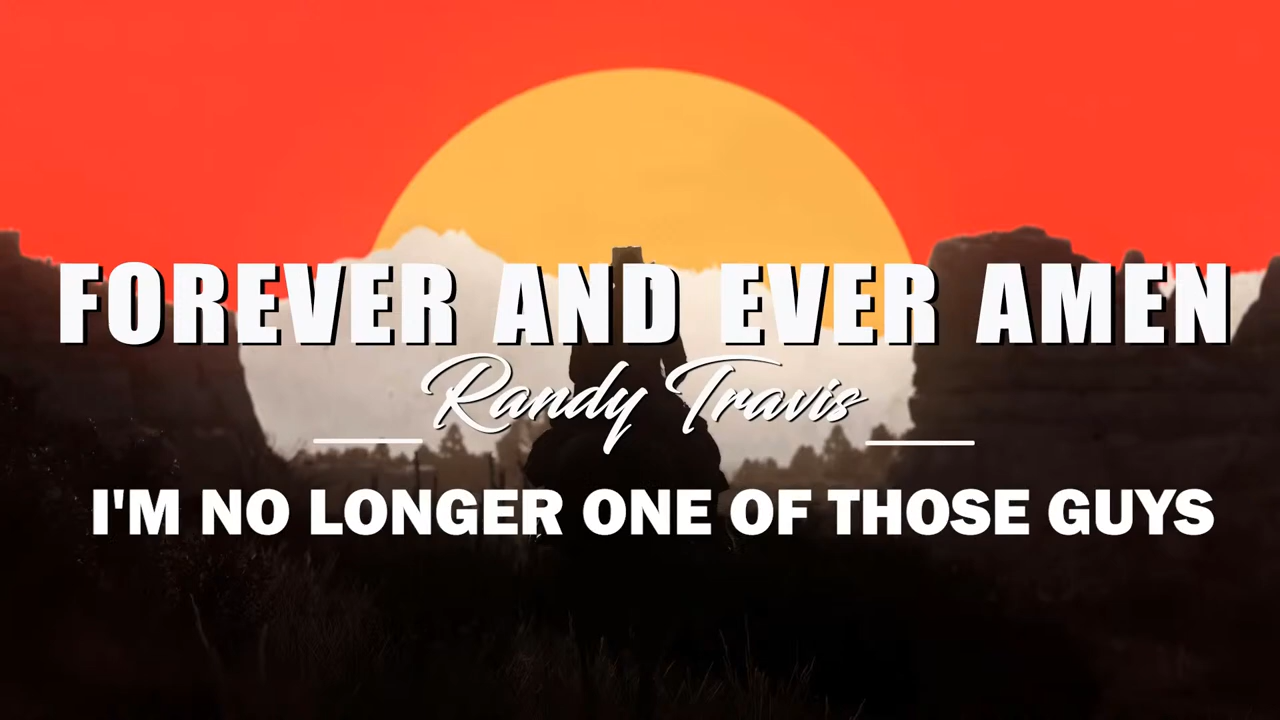 FOREVER AND EVER AMEN
Randy Travis
I'M NO LONGER ONE OF THOSE GUYS